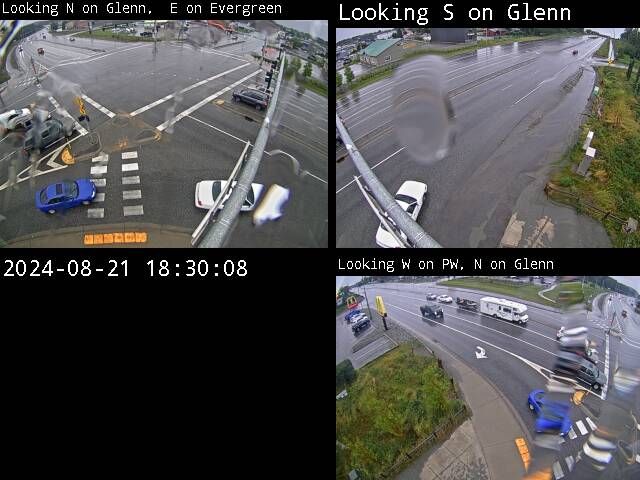 Looking N on Glenn,  E on Evergreen
Looking S on Glenn
2024-08-21 18:30:08
Looking W on PW, N on Glenn